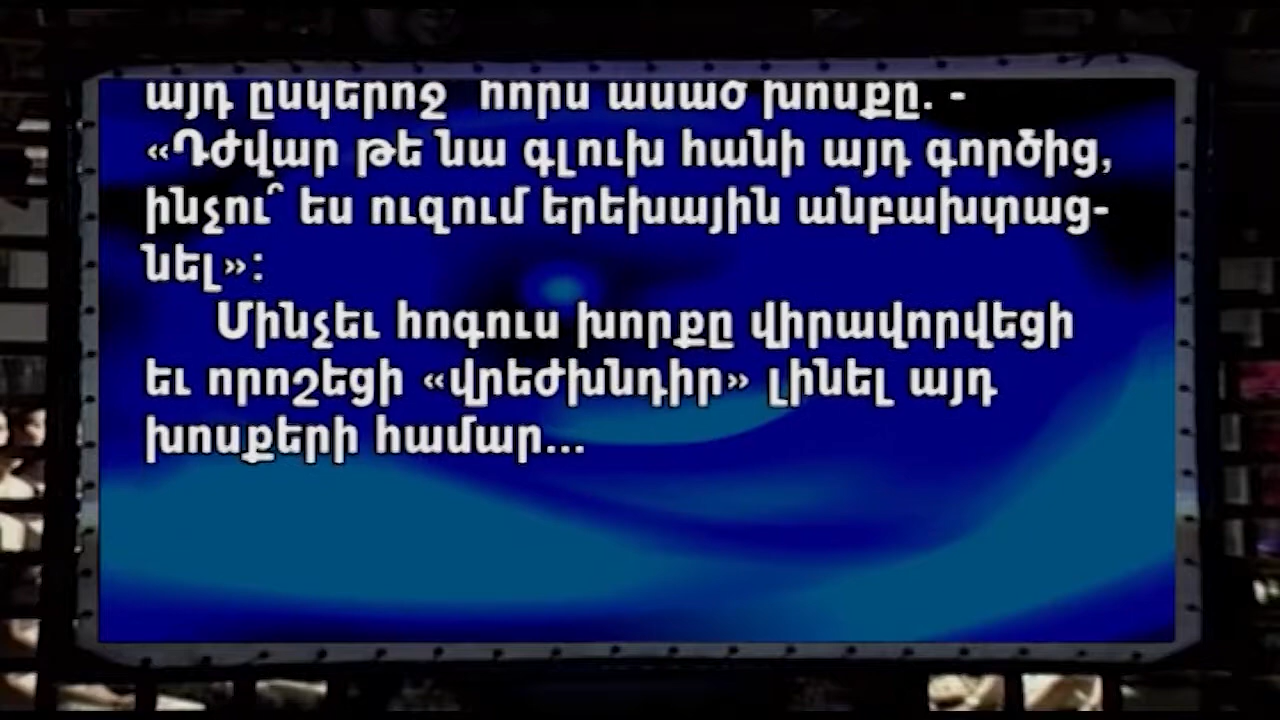 այդ ընկերոջ հորս ասած խոսքը. -
«Դժվար թե նա գլուխ հանի այդ գործից,
ինչու՞ ես ուզում երեխային անբախտաց-
նել»:
Մինչեւ հոգուս խորքը վիրավորվեցի
եւ որոշեցի «վրեժխնդիր» լինել այդ
խոսքերի համար...